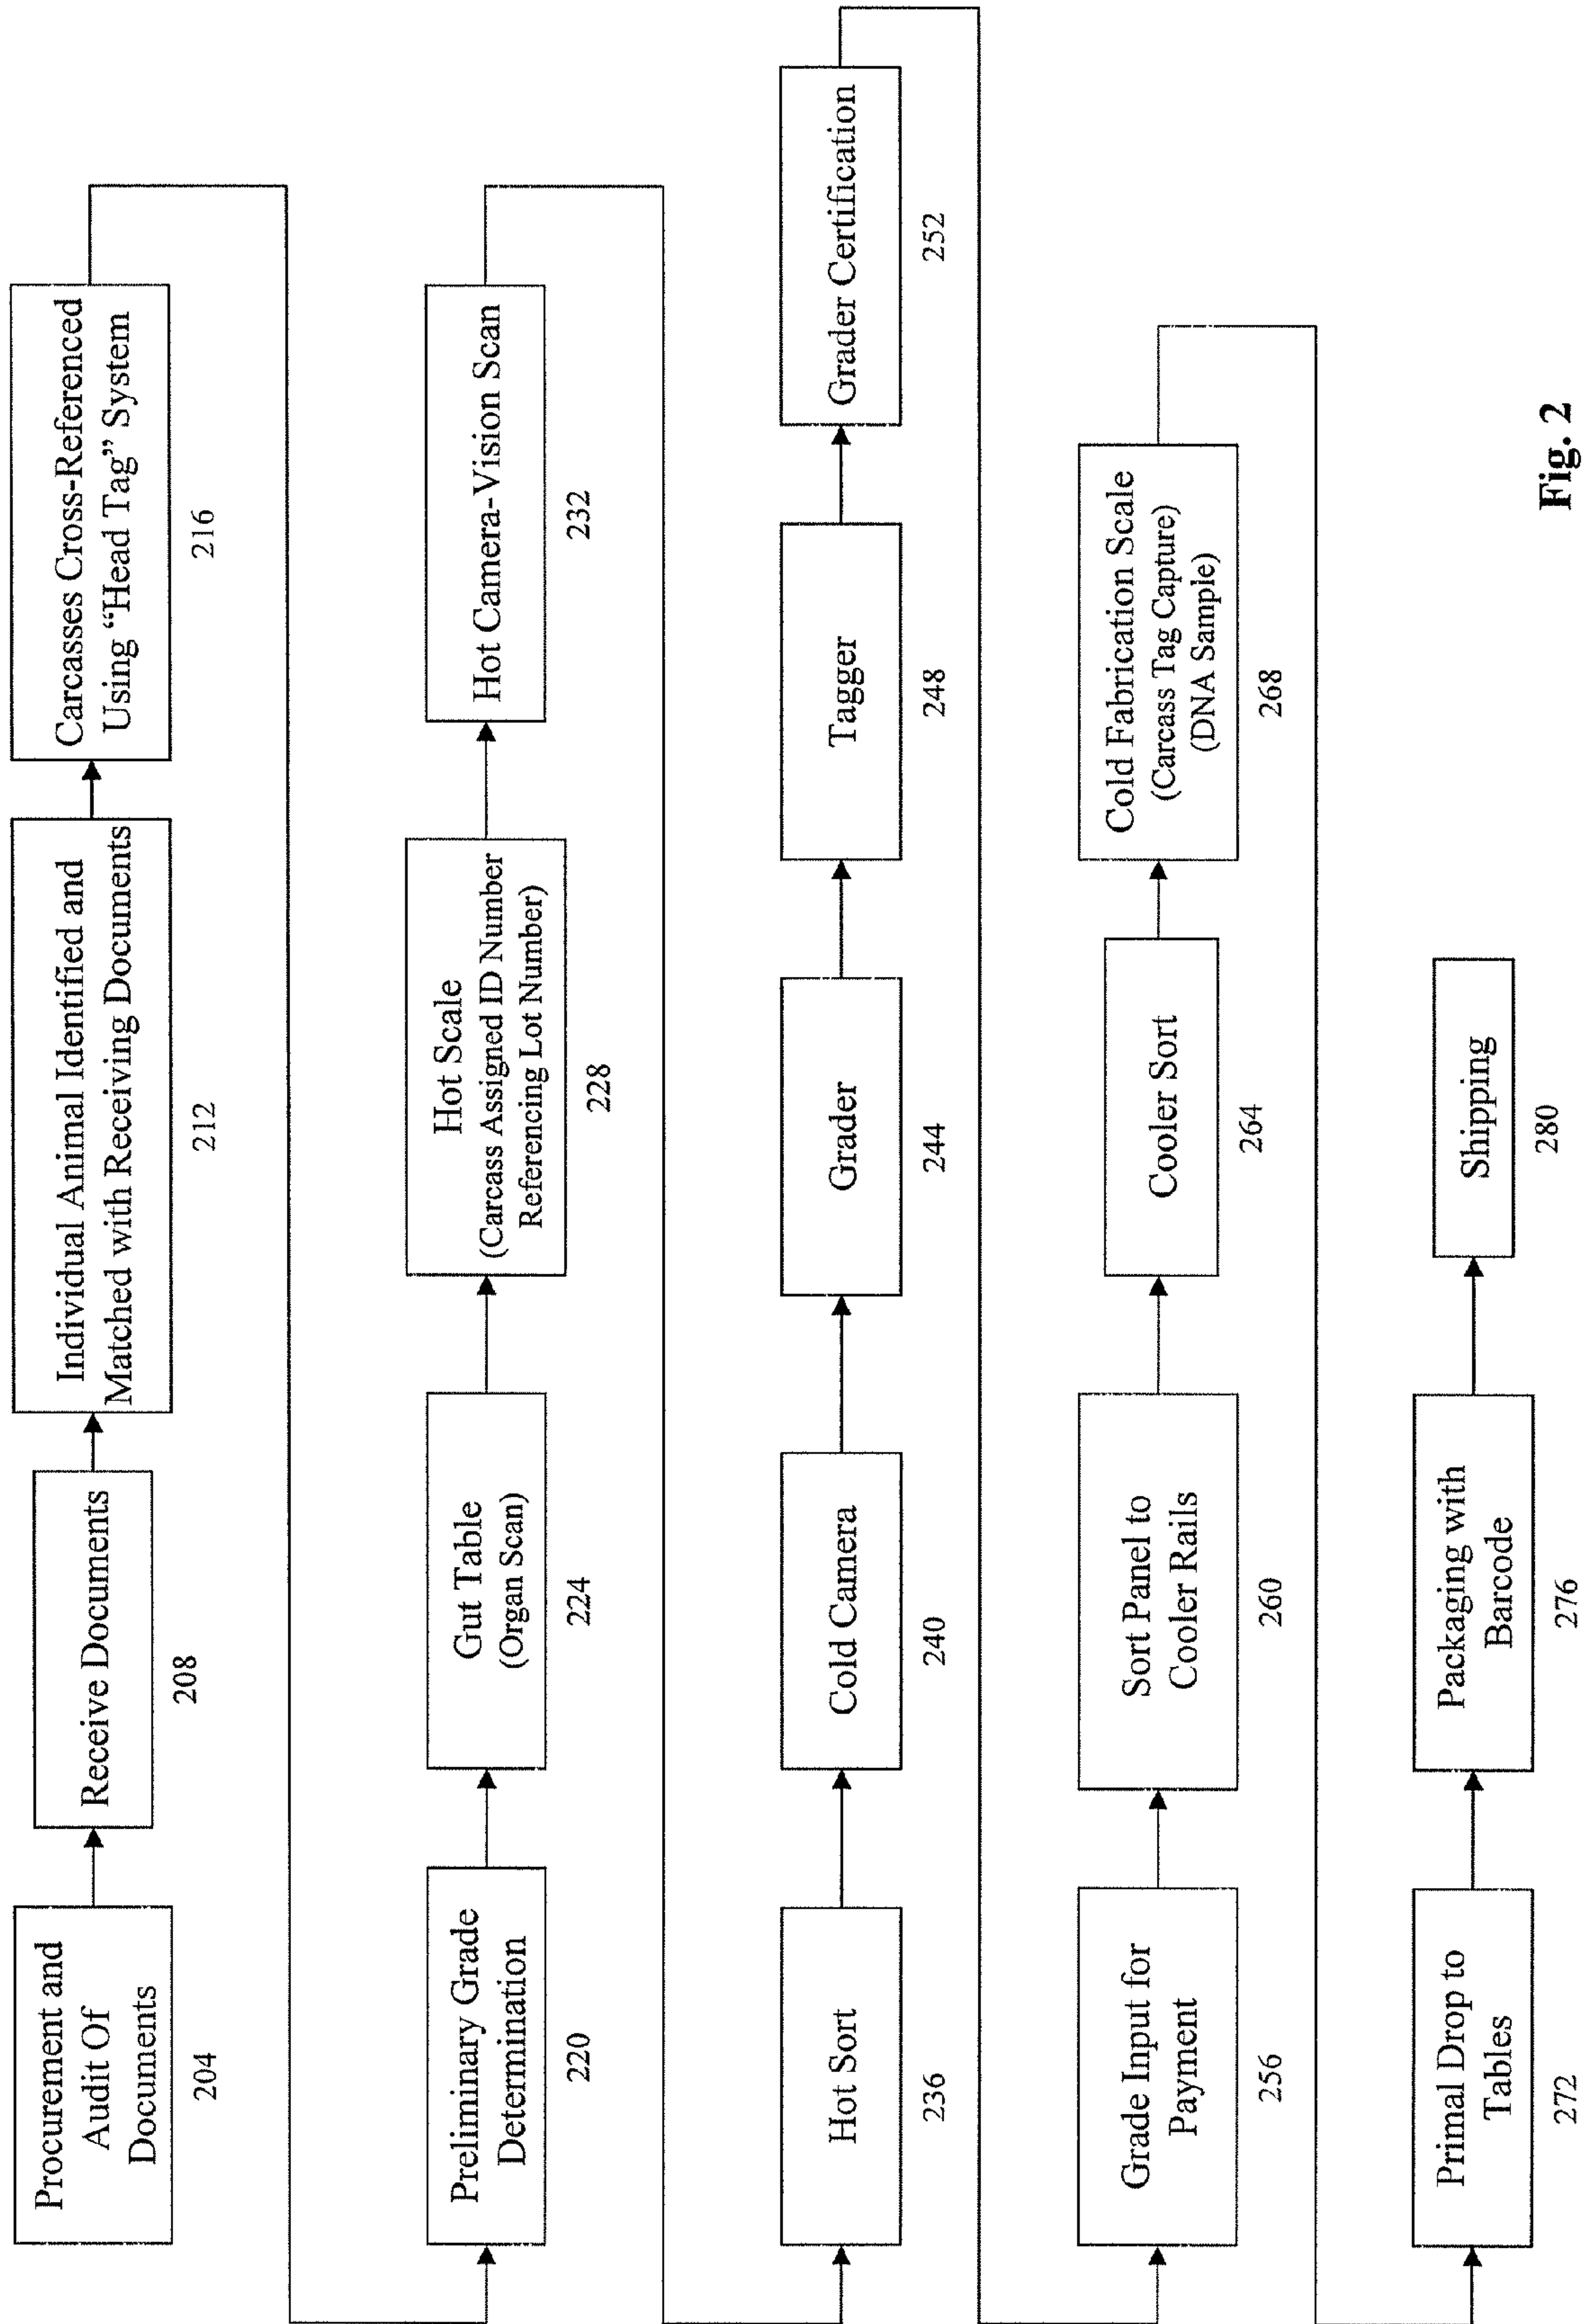 Procurement and
Audit Of
Documents
204
Receive Documents
208
Individual Animal Identified and
Matched with Receiving Documents
212
Carcasses Cross-Referenced
Using “Head Tag” System
216
Preliminary Grade
Determination
220
Gut Table
(Organ Scan)
224
Hot Scale
(Carcass Assigned ID Number
Referencing Lot Number)
228
Hot Camera-Vision Scan
232
Hot Sort
236
Cold Camera
240
Grader
244
Tagger
248
Grader Certification
252
Grade Input for
Payment
256
Sort Panel to
Cooler Rails
260
Cooler Sort
264
Cold Fabrication Scale
(Carcass Tag Capture)
(DNA Sample)
268
Primal Drop to
Tables
272
Packaging with
Barcode
276
Shipping
280
Fig. 2